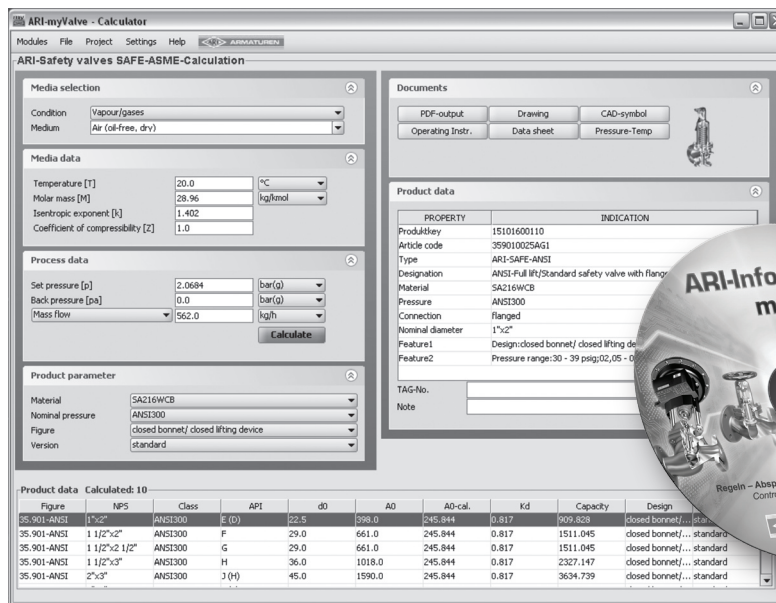 ARI-myValve - Calculator
Modules File Project Settings Help ARI ARMATUREN
ARI-Safety valves SAFE-ASME-Calculation
Media selection
Condition Vapour/gases
Medium Air (oil-free, dry)
Media data
Temperature [T] 20.0 °C
Molar mass [M] 28.96 kg/kmol
Isentropic exponent [k] 1.402
Coefficient of compressibility [Z] 1.0
Process data
Set pressure [p] 2.0684 bar(g)
Back pressure [pa] 0.0 bar(g)
Mass flow 562.0 kg/h
Calculate
Product parameter
Material SA216WCB
Nominal pressure ANSI300
Figure closed bonnet/ closed lifting device
Version standard
Documents
PDF-output Drawing CAD-symbol
Operating Instr. Data sheet Pressure-Temp
Product data
PROPERTY INDICATION
Produktkey 15101600110
Article code 359010025AG1
Type ARI-SAFE-ANSI
Designation ANSI-Full lift/Standard safety valve with flange
Material SA216WCB
Pressure ANSI300
Connection flanged
Nominal diameter 1"x2"
Feature1 Design:closed bonnet/ closed lifting de
Feature2 Pressure range:30 - 39 psig;02,05 - 0
TAG-No.
Note
ARI-Info
m
Regeln – Absp
Contro
Product data Calculated: 10
Figure NPS Class API d0 A0 A0-cal. Kd Capacity Design
35.901-ANSI 1"x2" ANSI300 E (D) 22.5 398.0 245.844 0.817 909.828 closed bonnet/... stan
35.901-ANSI 1 1/2"x2" ANSI300 F 29.0 661.0 245.844 0.817 1511.045 closed bonnet/... standard
35.901-ANSI 1 1/2"x2 1/2" ANSI300 G 29.0 661.0 245.844 0.817 1511.045 closed bonnet/... standard
35.901-ANSI 1 1/2"x3" ANSI300 H 36.0 1018.0 245.844 0.817 2327.147 closed bonnet/... standard
35.901-ANSI 2"x3" ANSI300 J (H) 45.0 1590.0 245.844 0.817 3634.739 closed bonnet/... standard